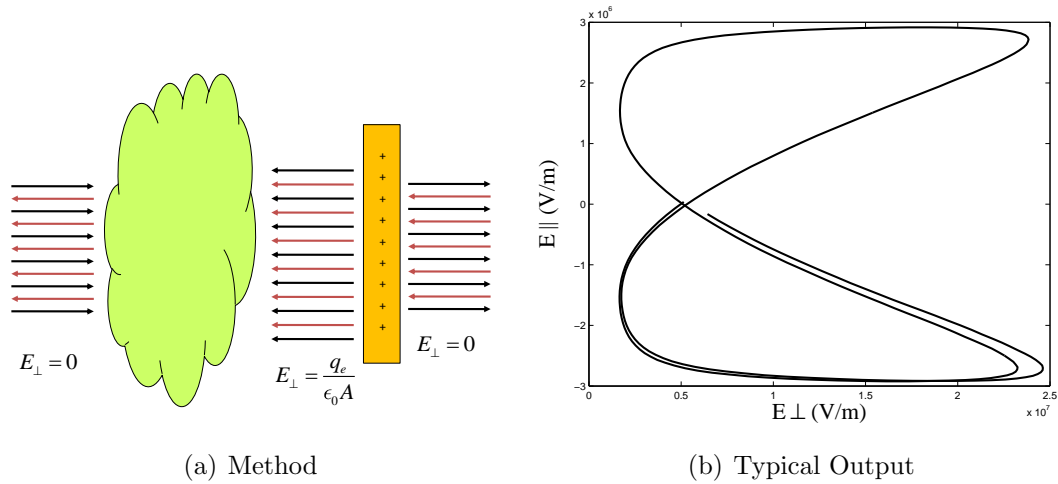 +
+
+
+
+
+
+
+
+
E⊥ = 0
E⊥ = q_e / ϵ₀A
E⊥ = 0
(a) Method
x 10⁶
3
2
1
0
−1
−2
−3
E || (V/m)
0
0.5
1
1.5
2
2.5
x 10⁷
E⊥ (V/m)
(b) Typical Output